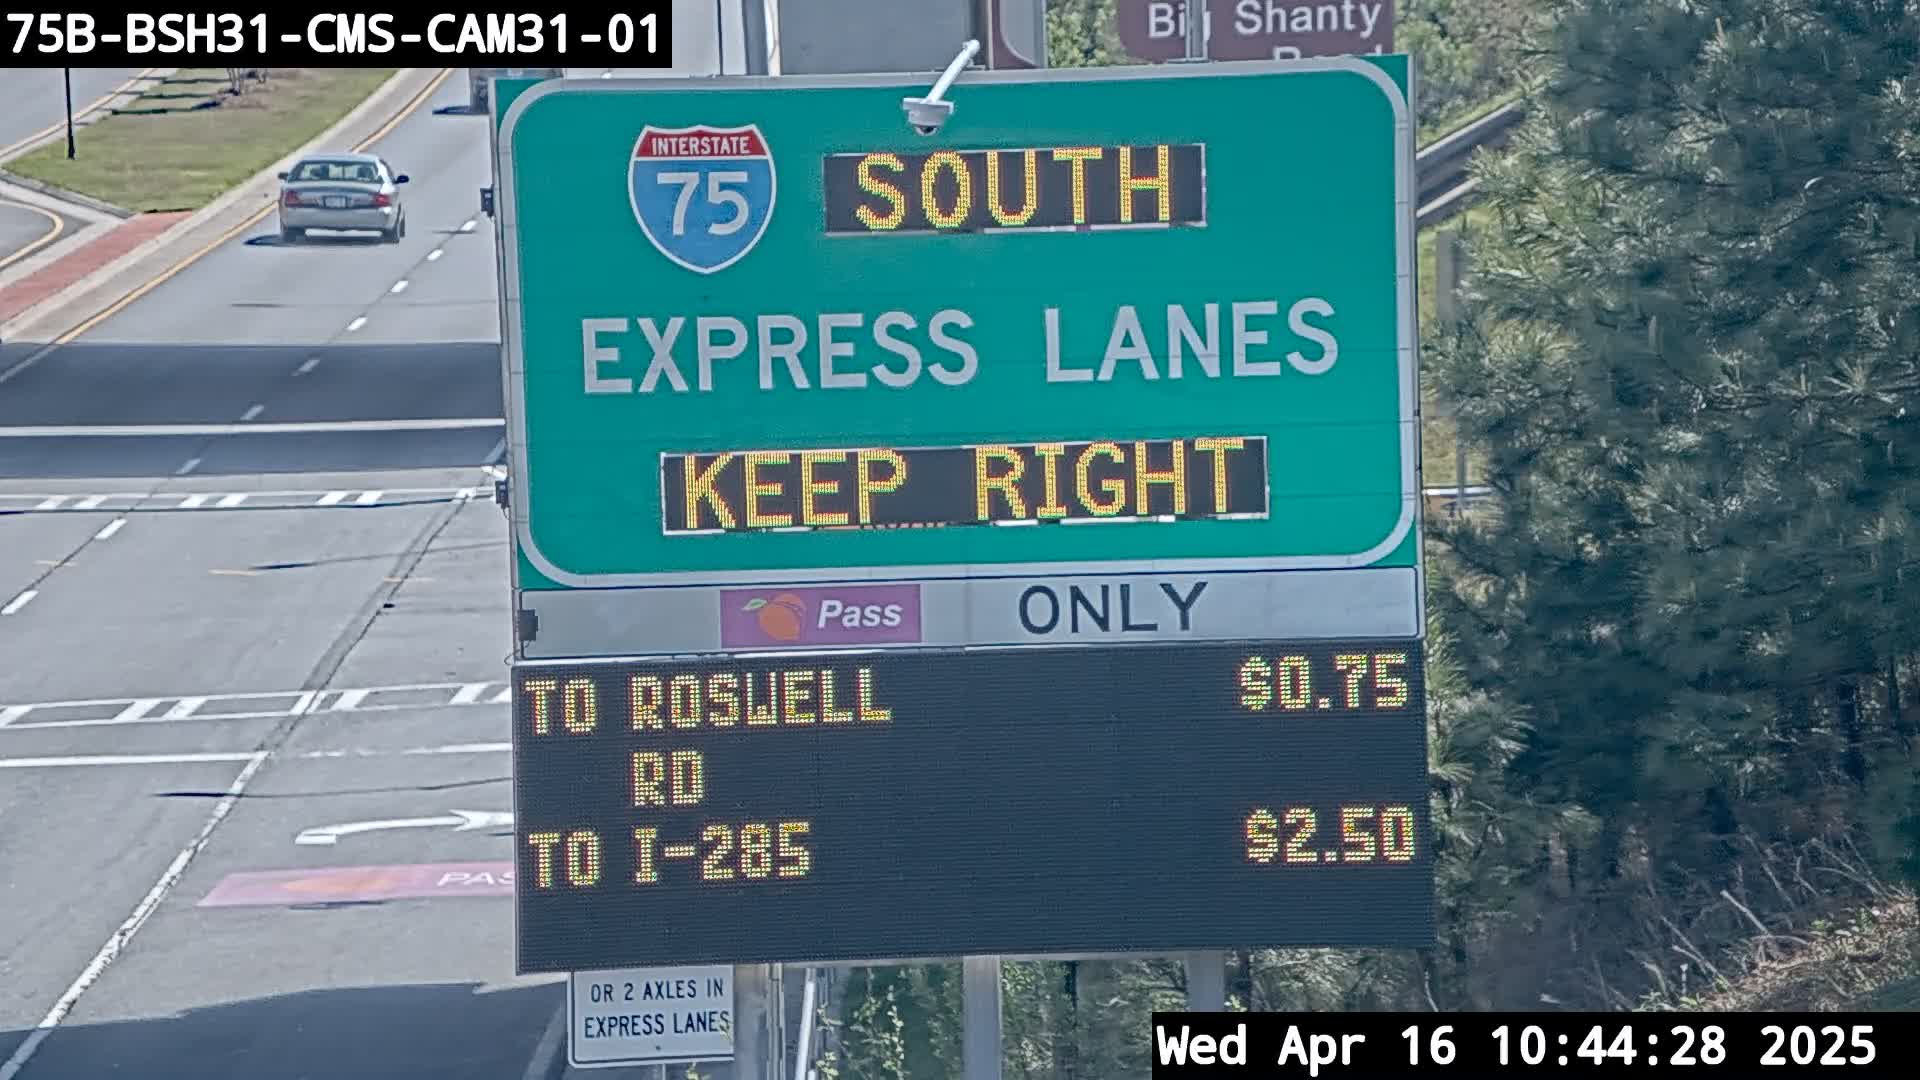 75B-BSH31-CMS-CAM31-01
Big Shanty
Road
INTERSTATE
75
SOUTH
EXPRESS LANES
KEEP RIGHT
Pass ONLY
TO ROSWELL $0.75
RD
TO I-285 $2.50
OR 2 AXLES IN
EXPRESS LANES
Wed Apr 16 10:44:28 2025